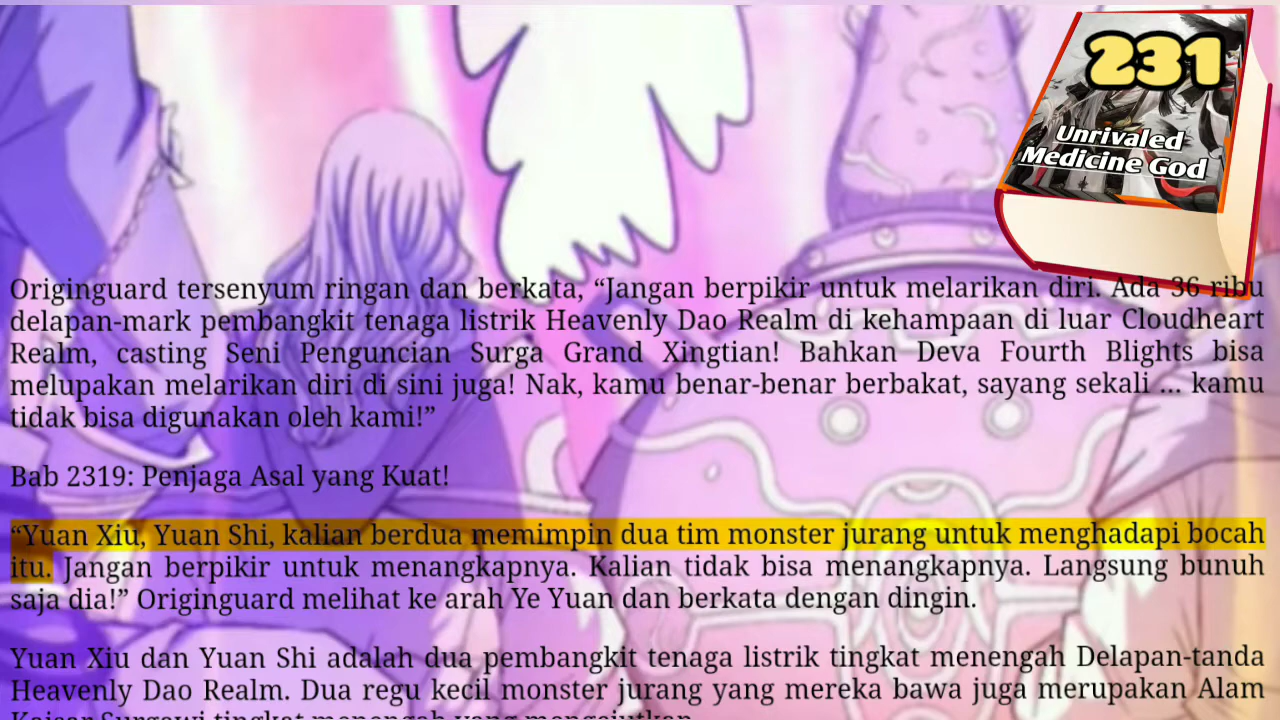 231
Unrivaled
Medicine God
Originguard tersenyum ringan dan berkata, “Jangan berpikir untuk melarikan diri. Ada 36 ribu
delapan-mark pembangkit tenaga listrik Heavenly Dao Realm di kehampaan di luar Cloudheart
Realm, casting Seni Penguncian Surga Grand Xingtian! Bahkan Deva Fourth Blights bisa
melupakan melarikan diri di sini juga! Nak, kamu benar-benar berbakat, sayang sekali ... kamu
tidak bisa digunakan oleh kami!”
Bab 2319: Penjaga Asal yang Kuat!
“Yuan Xiu, Yuan Shi, kalian berdua memimpin dua tim monster jurang untuk menghadapi bocah
itu. Jangan berpikir untuk menangkapnya. Kalian tidak bisa menangkapnya. Langsung bunuh
saja dia!” Originguard melihat ke arah Ye Yuan dan berkata dengan dingin.
Yuan Xiu dan Yuan Shi adalah dua pembangkit tenaga listrik tingkat menengah Delapan-tanda
Heavenly Dao Realm. Dua regu kecil monster jurang yang mereka bawa juga merupakan Alam
Kaisar Surgawi tingkat menengah yang mengejutkan.